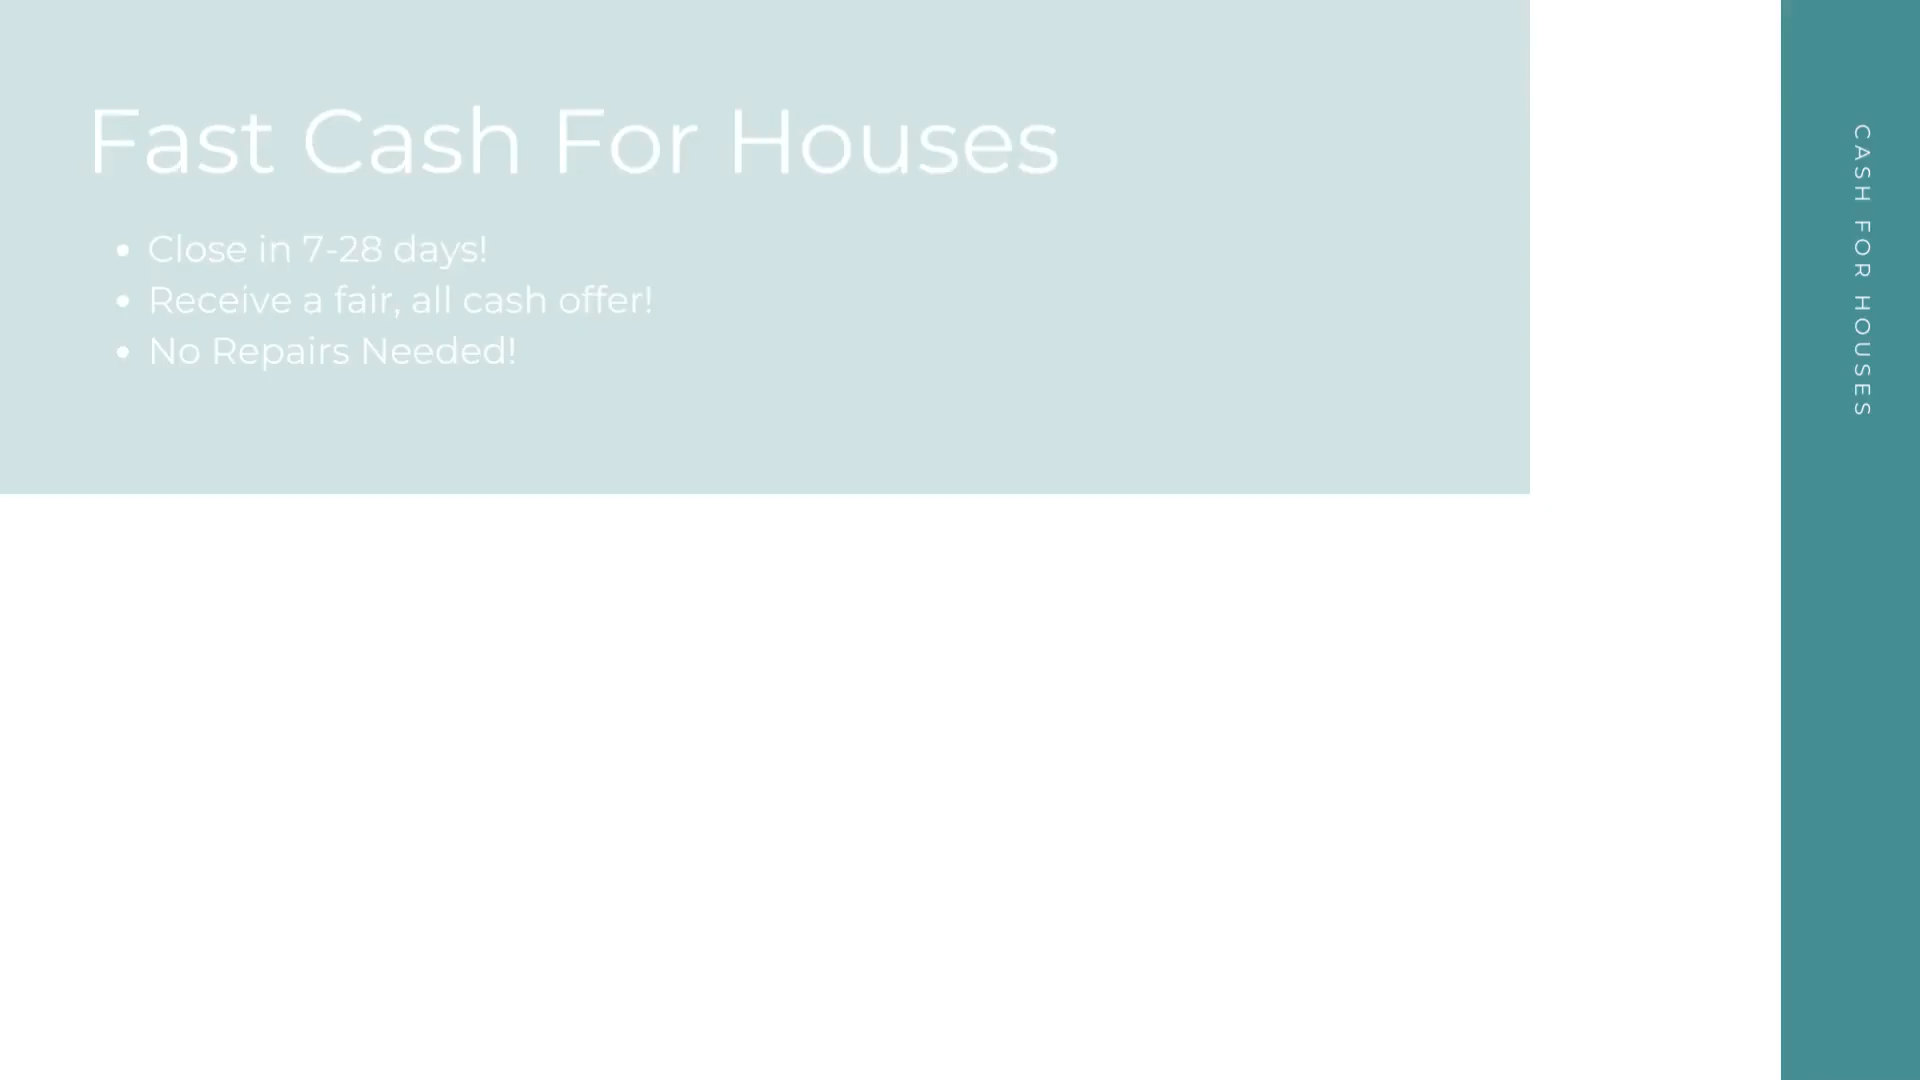 Fast Cash For Houses
• Close in 7-28 days!
• Receive a fair, all cash offer!
• No Repairs Needed!
CASH FOR HOUSES